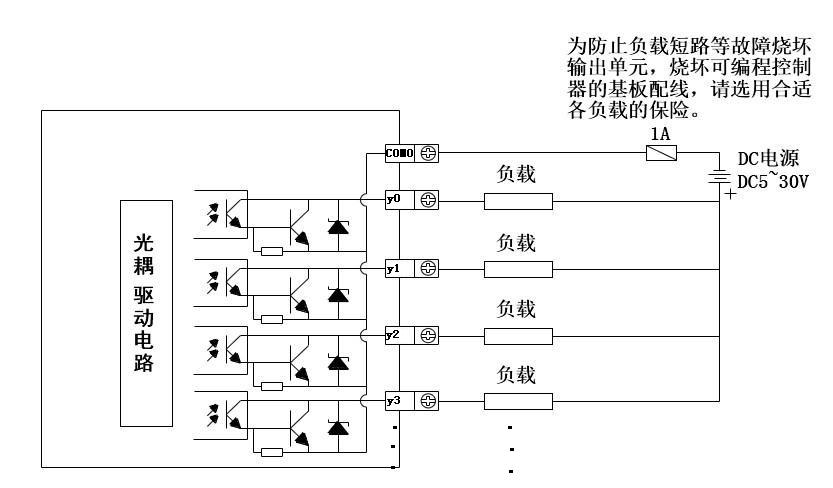 为防止负载短路等故障烧坏
输出单元，烧坏可编程控制
器的基板配线，请选用合适
各负载的保险。
1A
COM0
DC电源
DC5~30V
+
负载
y0
负载
y1
负载
y2
负载
y3
光耦驱动电路